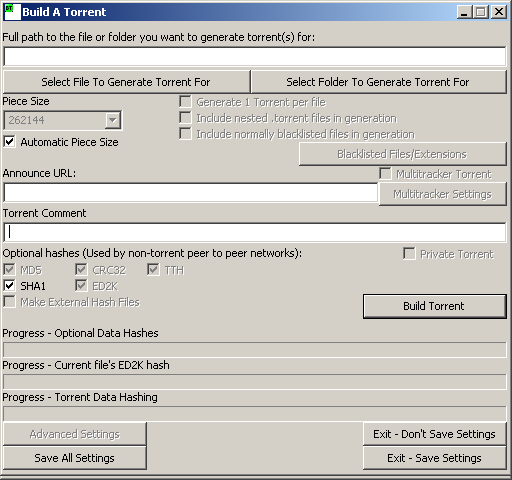 BT Build A Torrent
Full path to the file or folder you want to generate torrent(s) for:
Select File To Generate Torrent For Select Folder To Generate Torrent For
Piece Size
Generate 1 Torrent per file
262144
Include nested .torrent files in generation
Include normally blacklisted files in generation
Automatic Piece Size
Blacklisted Files/Extensions
Announce URL:
Multitracker Torrent
Multitracker Settings
Torrent Comment
Optional hashes (Used by non-torrent peer to peer networks):
Private Torrent
MD5 CRC32 TTH
SHA1 ED2K
Make External Hash Files
Build Torrent
Progress - Optional Data Hashes
Progress - Current file's ED2K hash
Progress - Torrent Data Hashing
Advanced Settings Exit - Don't Save Settings
Save All Settings Exit - Save Settings